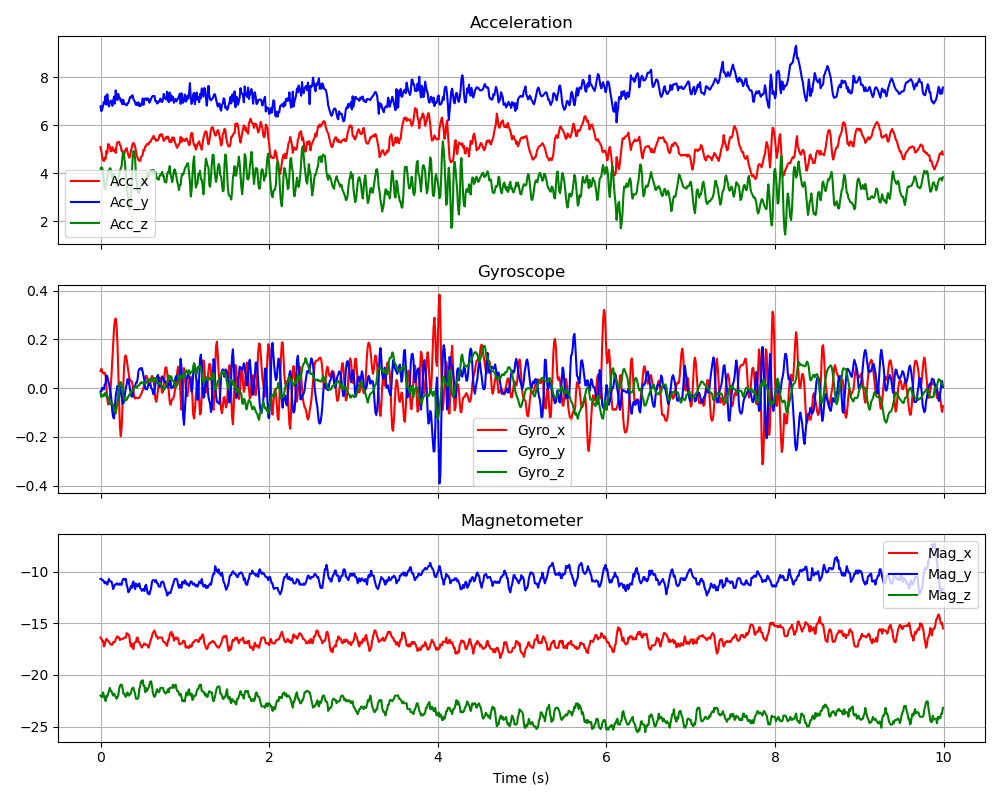 Acceleration
8
6
4
2
Acc_x
Acc_y
Acc_z
Gyroscope
0.4
0.2
0.0
−0.2
−0.4
Gyro_x
Gyro_y
Gyro_z
Magnetometer
−10
−15
−20
−25
Mag_x
Mag_y
Mag_z
0 2 4 6 8 10
Time (s)